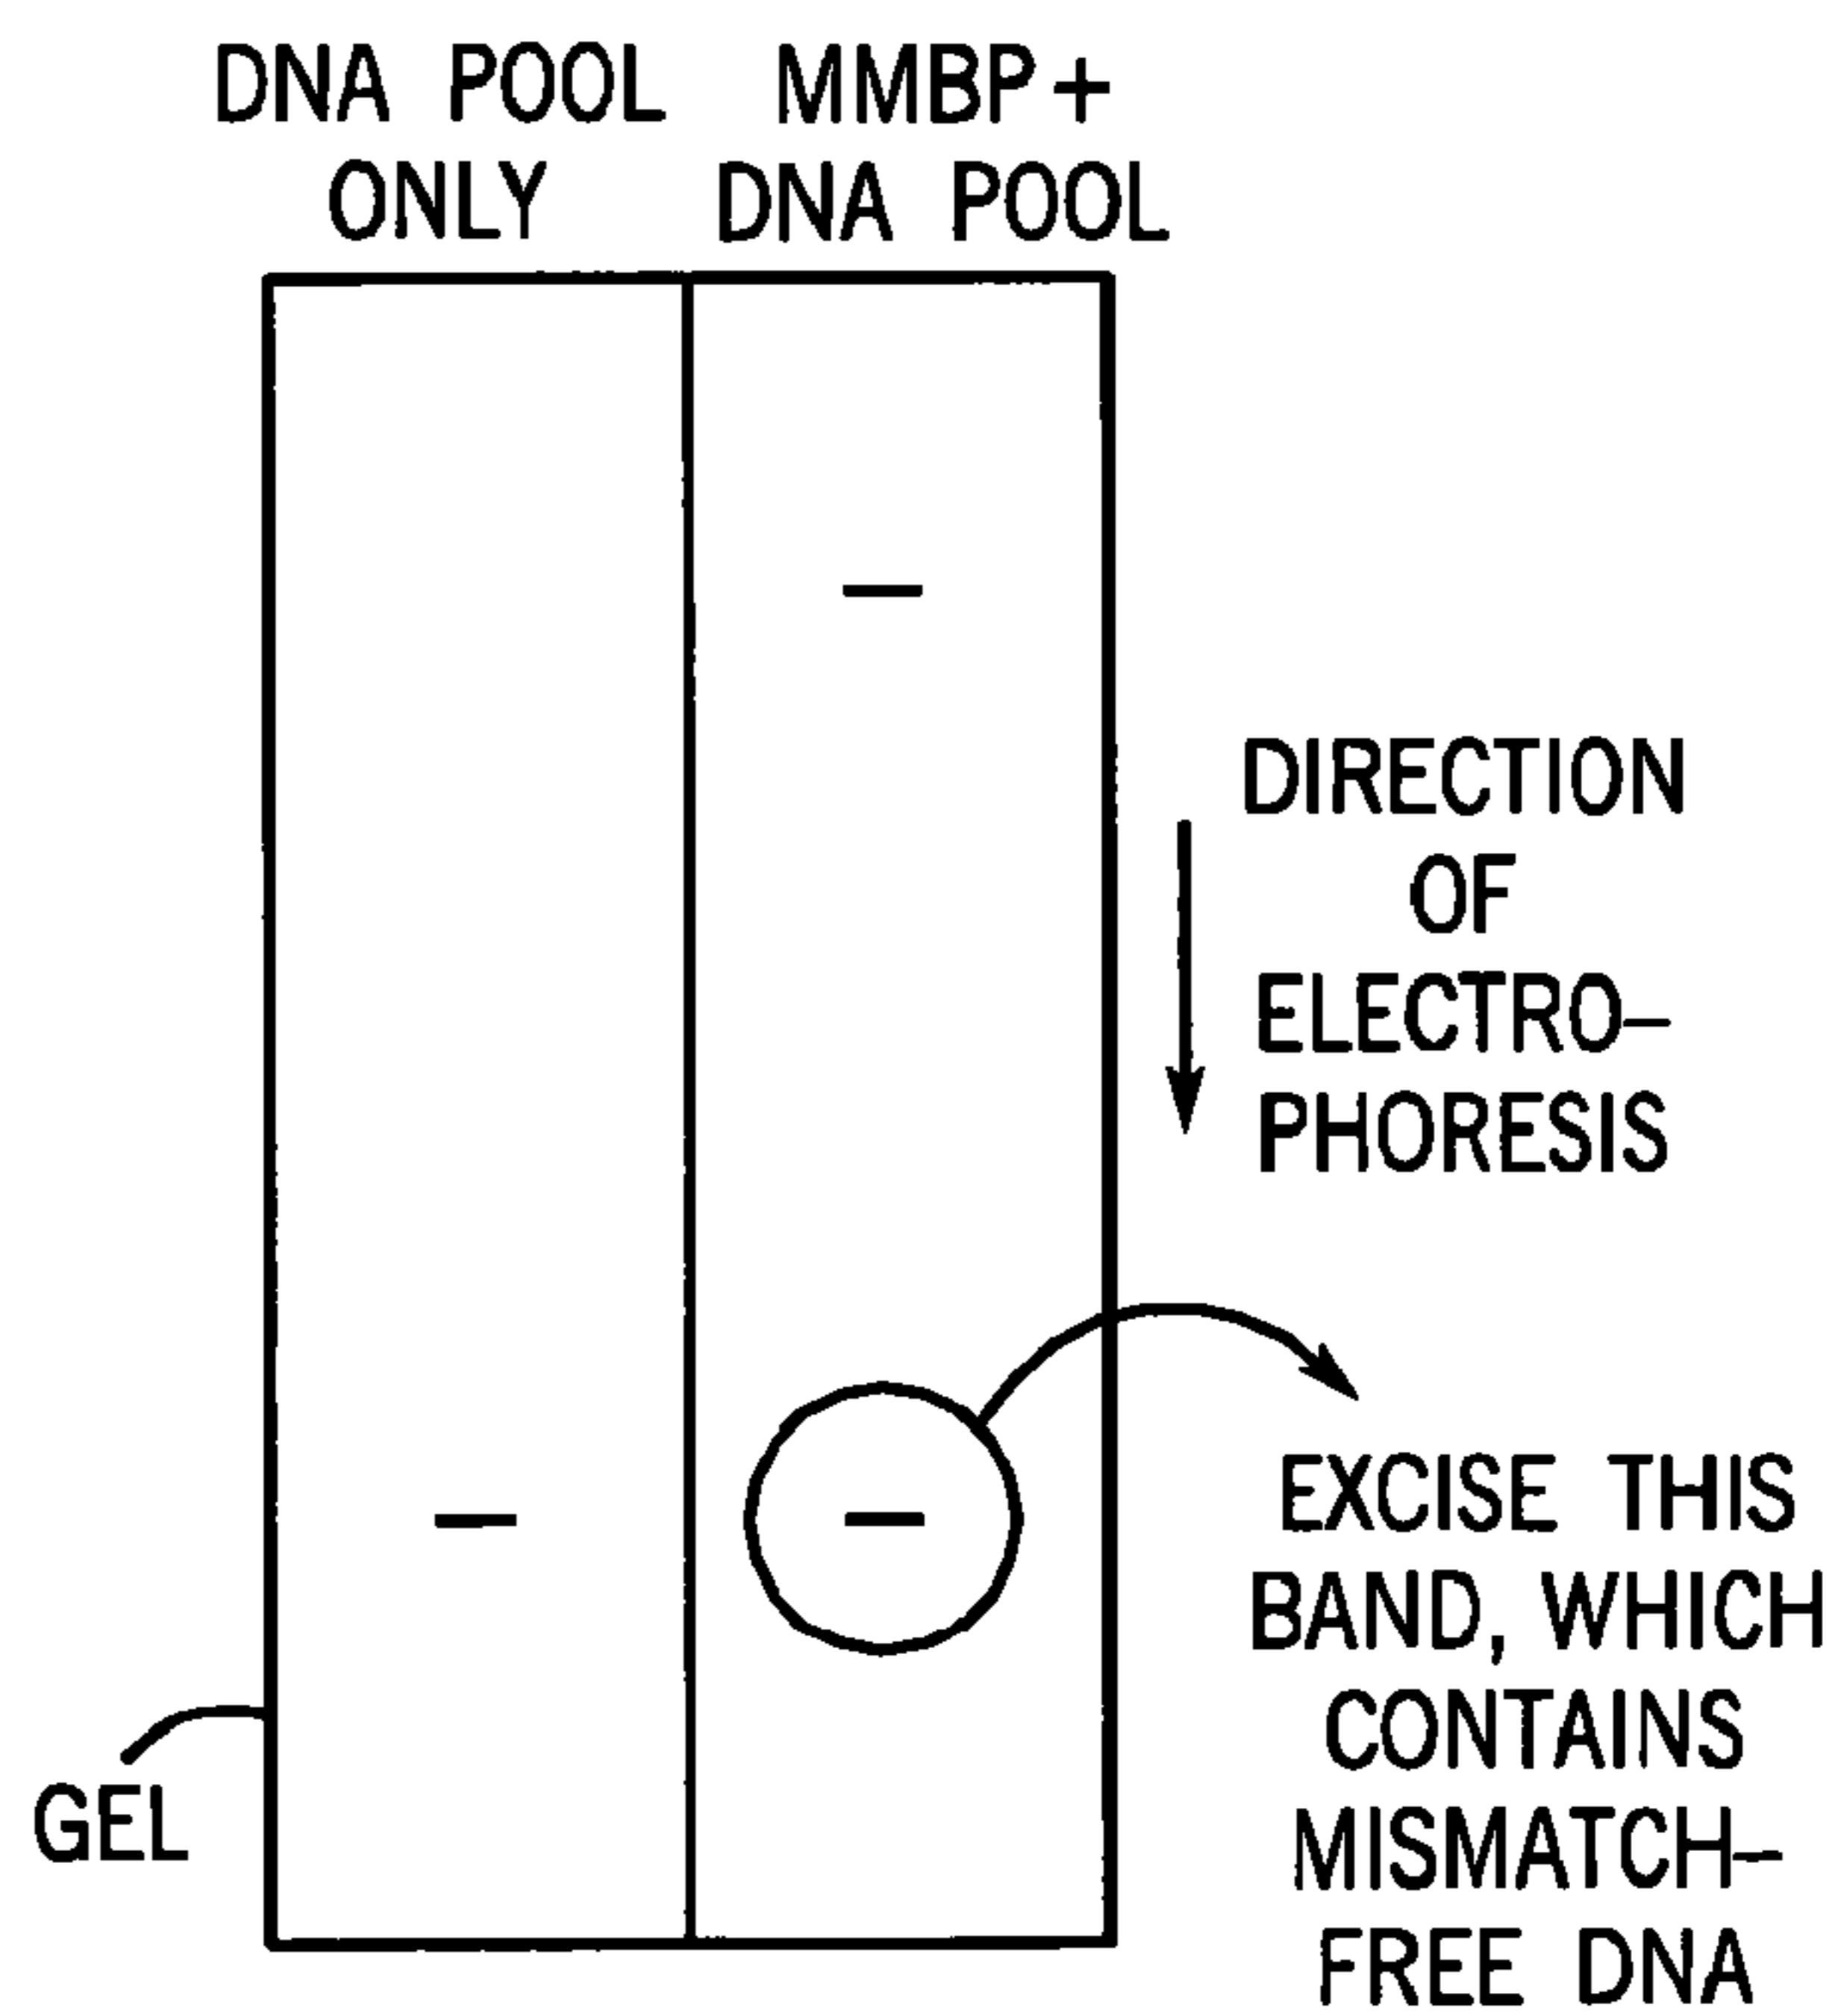 DNA POOL
ONLY
MMBP+
DNA POOL
DIRECTION
OF
ELECTRO-
PHORESIS
EXCISE THIS
BAND, WHICH
CONTAINS
MISMATCH-
FREE DNA
GEL